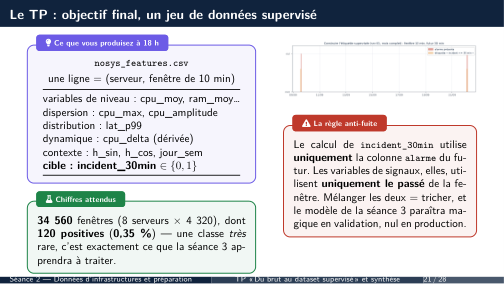 Le TP : objectif final, un jeu de données supervisé
Ce que vous produisez à 18 h
nosys_features.csv
une ligne = (serveur, fenêtre de 10 min)
variables de niveau : cpu_moy, ram_moy...
dispersion : cpu_max, cpu_amplitude
distribution : lat_p99
dynamique : cpu_delta (dérivée)
contexte : h_sin, h_cos, jour_sem
cible : incident_30min ∈ {0, 1}
Chiffres attendus
34 560 fenêtres (8 serveurs × 4 320), dont
120 positives (0,35 %) — une classe très
rare, c'est exactement ce que la séance 3 ap-
prendra à traiter.
La règle anti-fuite
Le calcul de incident_30min utilise
uniquement la colonne alarme du fu-
tur. Les variables de signaux, elles, uti-
lisent uniquement le passé de la fe-
nêtre. Mélanger les deux = tricher, et
le modèle de la séance 3 paraîtra ma-
gique en validation, nul en production.
Séance 2 — Données d'infrastructures et préparation
TP « Du brut au dataset supervisé » et synthèse
21 / 28